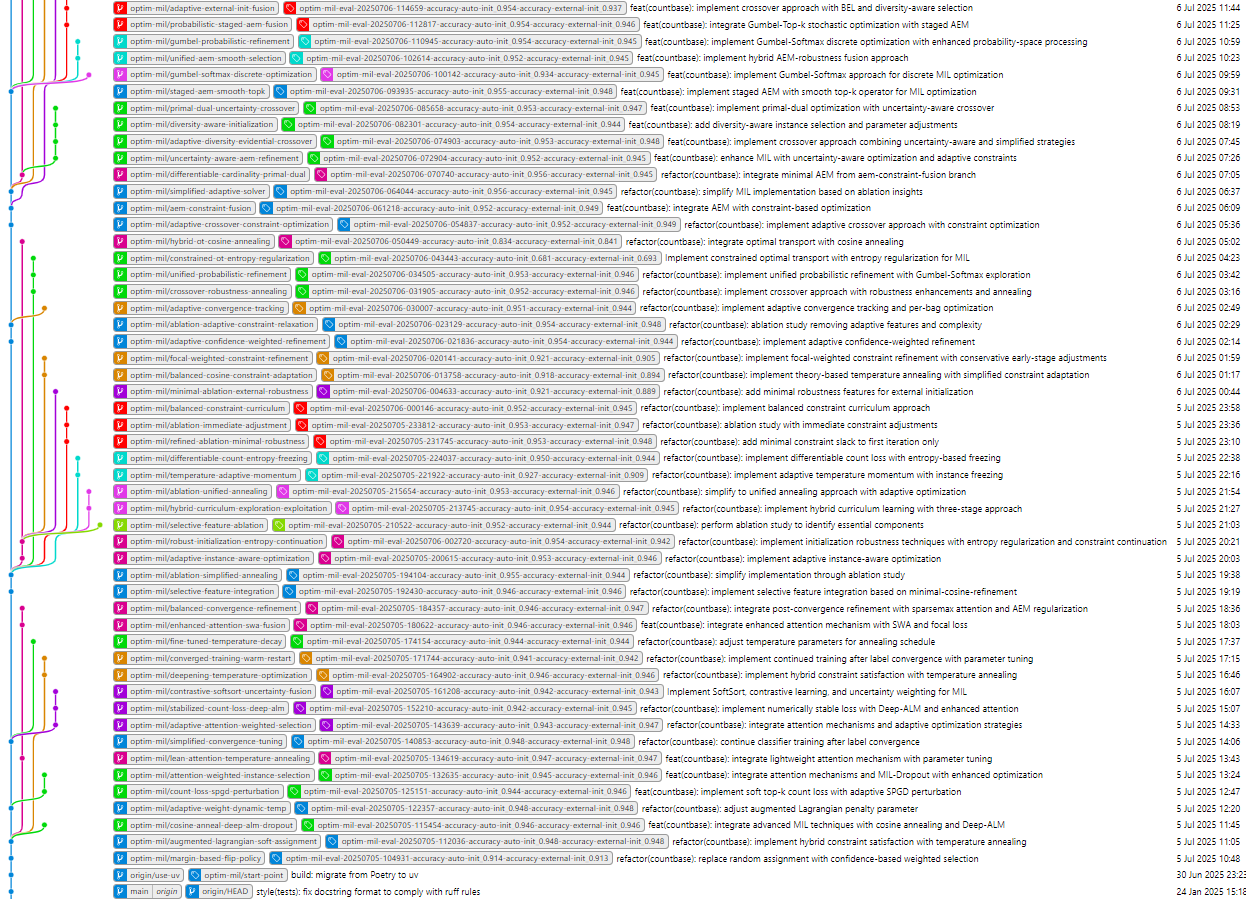 optim-mil/adaptive-external-init-fusion optim-mil-eval-20250706-114659-accuracy-auto-init_0.954-accuracy-external-init_0.937 feat(countbase): implement crossover approach with BEL and diversity-aware selection 6 Jul 2025 11:44
optim-mil/probabilistic-staged-aem-fusion optim-mil-eval-20250706-112817-accuracy-auto-init_0.954-accuracy-external-init_0.946 feat(countbase): integrate Gumbel-Top-k stochastic optimization with staged AEM 6 Jul 2025 11:25
optim-mil/gumbel-probabilistic-refinement optim-mil-eval-20250706-110945-accuracy-auto-init_0.954-accuracy-external-init_0.945 feat(countbase): implement Gumbel-Softmax discrete optimization with enhanced probability-space processing 6 Jul 2025 10:59
optim-mil/unified-aem-smooth-selection optim-mil-eval-20250706-102614-accuracy-auto-init_0.952-accuracy-external-init_0.945 feat(countbase): implement hybrid AEM-robustness fusion approach 6 Jul 2025 10:23
optim-mil/gumbel-softmax-discrete-optimization optim-mil-eval-20250706-100142-accuracy-auto-init_0.934-accuracy-external-init_0.945 feat(countbase): implement Gumbel-Softmax approach for discrete MIL optimization 6 Jul 2025 09:59
optim-mil/staged-aem-smooth-topk optim-mil-eval-20250706-093935-accuracy-auto-init_0.955-accuracy-external-init_0.948 feat(countbase): implement staged AEM with smooth top-k operator for MIL optimization 6 Jul 2025 09:31
optim-mil/primal-dual-uncertainty-crossover optim-mil-eval-20250706-085658-accuracy-auto-init_0.953-accuracy-external-init_0.947 feat(countbase): implement primal-dual optimization with uncertainty-aware crossover 6 Jul 2025 08:53
optim-mil/diversity-aware-initialization optim-mil-eval-20250706-082301-accuracy-auto-init_0.954-accuracy-external-init_0.944 feat(countbase): add diversity-aware instance selection and parameter adjustments 6 Jul 2025 08:19
optim-mil/adaptive-diversity-evidential-crossover optim-mil-eval-20250706-074903-accuracy-auto-init_0.953-accuracy-external-init_0.948 feat(countbase): implement crossover approach combining uncertainty-aware and simplified strategies 6 Jul 2025 07:45
optim-mil/uncertainty-aware-aem-refinement optim-mil-eval-20250706-072904-accuracy-auto-init_0.952-accuracy-external-init_0.945 feat(countbase): enhance MIL with uncertainty-aware optimization and adaptive constraints 6 Jul 2025 07:26
optim-mil/differentiable-cardinality-primal-dual optim-mil-eval-20250706-070740-accuracy-auto-init_0.956-accuracy-external-init_0.945 refactor(countbase): integrate minimal AEM from aem-constraint-fusion branch 6 Jul 2025 07:05
optim-mil/simplified-adaptive-solver optim-mil-eval-20250706-064044-accuracy-auto-init_0.956-accuracy-external-init_0.945 refactor(countbase): simplify MIL implementation based on ablation insights 6 Jul 2025 06:37
optim-mil/aem-constraint-fusion optim-mil-eval-20250706-061218-accuracy-auto-init_0.952-accuracy-external-init_0.949 feat(countbase): integrate AEM with constraint-based optimization 6 Jul 2025 06:09
optim-mil/adaptive-crossover-constraint-optimization optim-mil-eval-20250706-054837-accuracy-auto-init_0.952-accuracy-external-init_0.949 refactor(countbase): implement adaptive crossover approach with constraint optimization 6 Jul 2025 05:36
optim-mil/hybrid-ot-cosine-annealing optim-mil-eval-20250706-050449-accuracy-auto-init_0.834-accuracy-external-init_0.841 refactor(countbase): integrate optimal transport with cosine annealing 6 Jul 2025 05:02
optim-mil/constrained-ot-entropy-regularization optim-mil-eval-20250706-043443-accuracy-auto-init_0.681-accuracy-external-init_0.693 Implement constrained optimal transport with entropy regularization for MIL 6 Jul 2025 04:23
optim-mil/unified-probabilistic-refinement optim-mil-eval-20250706-034505-accuracy-auto-init_0.953-accuracy-external-init_0.946 refactor(countbase): implement unified probabilistic refinement with Gumbel-Softmax exploration 6 Jul 2025 03:42
optim-mil/crossover-robustness-annealing optim-mil-eval-20250706-031905-accuracy-auto-init_0.952-accuracy-external-init_0.946 refactor(countbase): implement crossover approach with robustness enhancements and annealing 6 Jul 2025 03:16
optim-mil/adaptive-convergence-tracking optim-mil-eval-20250706-030007-accuracy-auto-init_0.951-accuracy-external-init_0.944 refactor(countbase): implement adaptive convergence tracking and per-bag optimization 6 Jul 2025 02:49
optim-mil/ablation-adaptive-constraint-relaxation optim-mil-eval-20250706-023129-accuracy-auto-init_0.954-accuracy-external-init_0.948 refactor(countbase): ablation study removing adaptive features and complexity 6 Jul 2025 02:29
optim-mil/adaptive-confidence-weighted-refinement optim-mil-eval-20250706-021836-accuracy-auto-init_0.954-accuracy-external-init_0.944 refactor(countbase): implement adaptive confidence-weighted refinement 6 Jul 2025 02:14
optim-mil/focal-weighted-constraint-refinement optim-mil-eval-20250706-020141-accuracy-auto-init_0.921-accuracy-external-init_0.905 refactor(countbase): implement focal-weighted constraint refinement with conservative early-stage adjustments 6 Jul 2025 01:59
optim-mil/balanced-cosine-constraint-adaptation optim-mil-eval-20250706-013758-accuracy-auto-init_0.918-accuracy-external-init_0.894 refactor(countbase): implement theory-based temperature annealing with simplified constraint adaptation 6 Jul 2025 01:17
optim-mil/minimal-ablation-external-robustness optim-mil-eval-20250706-004633-accuracy-auto-init_0.921-accuracy-external-init_0.889 refactor(countbase): add minimal robustness features for external initialization 6 Jul 2025 00:44
optim-mil/balanced-constraint-curriculum optim-mil-eval-20250706-000146-accuracy-auto-init_0.952-accuracy-external-init_0.945 refactor(countbase): implement balanced constraint curriculum approach 5 Jul 2025 23:58
optim-mil/ablation-immediate-adjustment optim-mil-eval-20250705-233812-accuracy-auto-init_0.953-accuracy-external-init_0.947 refactor(countbase): ablation study with immediate constraint adjustments 5 Jul 2025 23:36
optim-mil/refined-ablation-minimal-robustness optim-mil-eval-20250705-231745-accuracy-auto-init_0.953-accuracy-external-init_0.948 refactor(countbase): add minimal constraint slack to first iteration only 5 Jul 2025 23:10
optim-mil/differentiable-count-entropy-freezing optim-mil-eval-20250705-224037-accuracy-auto-init_0.950-accuracy-external-init_0.944 refactor(countbase): implement differentiable count loss with entropy-based freezing 5 Jul 2025 22:38
optim-mil/temperature-adaptive-momentum optim-mil-eval-20250705-221922-accuracy-auto-init_0.927-accuracy-external-init_0.909 refactor(countbase): implement adaptive temperature momentum with instance freezing 5 Jul 2025 22:16
optim-mil/ablation-unified-annealing optim-mil-eval-20250705-215654-accuracy-auto-init_0.953-accuracy-external-init_0.946 refactor(countbase): simplify to unified annealing approach with adaptive optimization 5 Jul 2025 21:54
optim-mil/hybrid-curriculum-exploration-exploitation optim-mil-eval-20250705-213745-accuracy-auto-init_0.954-accuracy-external-init_0.945 refactor(countbase): implement hybrid curriculum learning with three-stage approach 5 Jul 2025 21:27
optim-mil/selective-feature-ablation optim-mil-eval-20250705-210522-accuracy-auto-init_0.952-accuracy-external-init_0.944 refactor(countbase): perform ablation study to identify essential components 5 Jul 2025 21:03
optim-mil/robust-initialization-entropy-continuation optim-mil-eval-20250706-002720-accuracy-auto-init_0.954-accuracy-external-init_0.942 refactor(countbase): implement initialization robustness techniques with entropy regularization and constraint continuation 5 Jul 2025 20:21
optim-mil/adaptive-instance-aware-optimization optim-mil-eval-20250705-200615-accuracy-auto-init_0.953-accuracy-external-init_0.946 refactor(countbase): implement adaptive instance-aware optimization 5 Jul 2025 20:03
optim-mil/ablation-simplified-annealing optim-mil-eval-20250705-194104-accuracy-auto-init_0.955-accuracy-external-init_0.944 refactor(countbase): simplify implementation through ablation study 5 Jul 2025 19:38
optim-mil/selective-feature-integration optim-mil-eval-20250705-192430-accuracy-auto-init_0.946-accuracy-external-init_0.946 refactor(countbase): implement selective feature integration based on minimal-cosine-refinement 5 Jul 2025 19:19
optim-mil/balanced-convergence-refinement optim-mil-eval-20250705-184357-accuracy-auto-init_0.946-accuracy-external-init_0.947 refactor(countbase): integrate post-convergence refinement with sparsemax attention and AEM regularization 5 Jul 2025 18:36
optim-mil/enhanced-attention-swa-fusion optim-mil-eval-20250705-180622-accuracy-auto-init_0.946-accuracy-external-init_0.946 feat(countbase): integrate enhanced attention mechanism with SWA and focal loss 5 Jul 2025 18:03
optim-mil/fine-tuned-temperature-decay optim-mil-eval-20250705-174154-accuracy-auto-init_0.944-accuracy-external-init_0.944 refactor(countbase): adjust temperature parameters for annealing schedule 5 Jul 2025 17:37
optim-mil/converged-training-warm-restart optim-mil-eval-20250705-171744-accuracy-auto-init_0.941-accuracy-external-init_0.942 refactor(countbase): implement continued training after label convergence with parameter tuning 5 Jul 2025 17:15
optim-mil/deepening-temperature-optimization optim-mil-eval-20250705-164902-accuracy-auto-init_0.946-accuracy-external-init_0.946 refactor(countbase): implement hybrid constraint satisfaction with temperature annealing 5 Jul 2025 16:46
optim-mil/contrastive-softsort-uncertainty-fusion optim-mil-eval-20250705-161208-accuracy-auto-init_0.942-accuracy-external-init_0.943 Implement SoftSort, contrastive learning, and uncertainty weighting for MIL 5 Jul 2025 16:07
optim-mil/stabilized-count-loss-deep-alm optim-mil-eval-20250705-152210-accuracy-auto-init_0.942-accuracy-external-init_0.945 refactor(countbase): implement numerically stable loss with Deep-ALM and enhanced attention 5 Jul 2025 15:07
optim-mil/adaptive-attention-weighted-selection optim-mil-eval-20250705-143639-accuracy-auto-init_0.943-accuracy-external-init_0.947 refactor(countbase): integrate attention mechanisms and adaptive optimization strategies 5 Jul 2025 14:33
optim-mil/simplified-convergence-tuning optim-mil-eval-20250705-140853-accuracy-auto-init_0.948-accuracy-external-init_0.948 refactor(countbase): continue classifier training after label convergence 5 Jul 2025 14:06
optim-mil/lean-attention-temperature-annealing optim-mil-eval-20250705-134619-accuracy-auto-init_0.947-accuracy-external-init_0.947 refactor(countbase): integrate lightweight attention mechanism with parameter tuning 5 Jul 2025 13:43
optim-mil/attention-weighted-instance-selection optim-mil-eval-20250705-132635-accuracy-auto-init_0.945-accuracy-external-init_0.946 feat(countbase): integrate attention mechanisms and MIL-Dropout with enhanced optimization 5 Jul 2025 13:24
optim-mil/count-loss-spgd-perturbation optim-mil-eval-20250705-125151-accuracy-auto-init_0.944-accuracy-external-init_0.946 feat(countbase): implement soft top-k count loss with adaptive SPGD perturbation 5 Jul 2025 12:47
optim-mil/adaptive-weight-dynamic-temp optim-mil-eval-20250705-122357-accuracy-auto-init_0.948-accuracy-external-init_0.948 refactor(countbase): adjust augmented Lagrangian penalty parameter 5 Jul 2025 12:20
optim-mil/cosine-anneal-deep-alm-dropout optim-mil-eval-20250705-115454-accuracy-auto-init_0.946-accuracy-external-init_0.946 feat(countbase): integrate advanced MIL techniques with cosine annealing and Deep-ALM 5 Jul 2025 11:45
optim-mil/augmented-lagrangian-soft-assignment optim-mil-eval-20250705-112036-accuracy-auto-init_0.948-accuracy-external-init_0.948 refactor(countbase): implement hybrid constraint satisfaction with temperature annealing 5 Jul 2025 11:05
optim-mil/margin-based-flip-policy optim-mil-eval-20250705-104931-accuracy-auto-init_0.914-accuracy-external-init_0.913 refactor(countbase): replace random assignment with confidence-based weighted selection 5 Jul 2025 10:48
origin/use-uv optim-mil/start-point build: migrate from Poetry to uv 30 Jun 2025 23:23
main origin origin/HEAD style(tests): fix docstring format to comply with ruff rules 24 Jan 2025 15:18